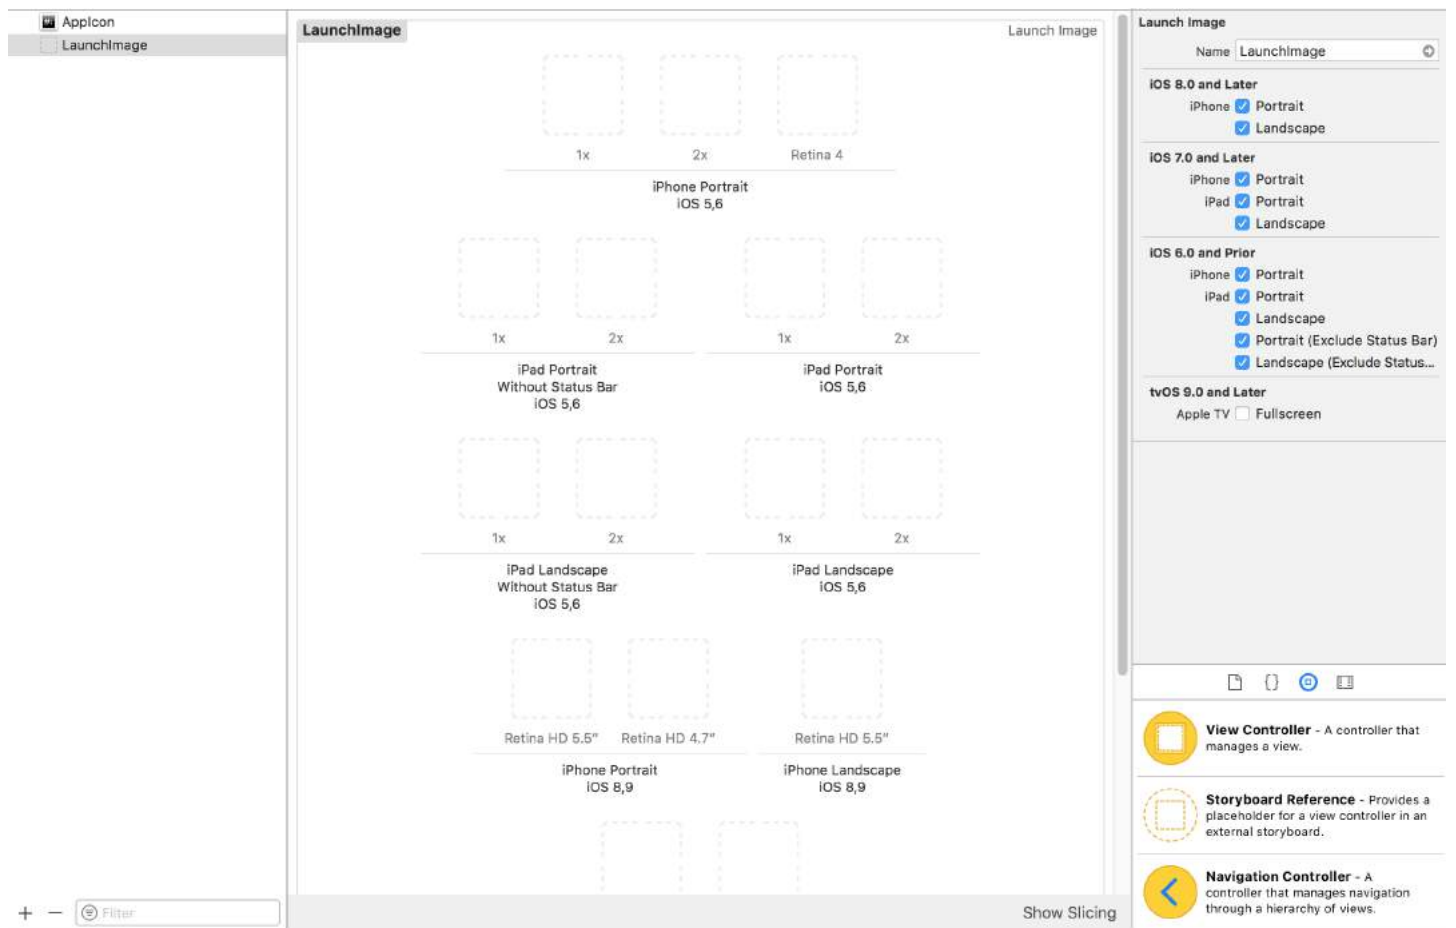 AppIcon
LaunchImage
LaunchImage
Launch Image
1x 2x Retina 4
iPhone Portrait
iOS 5,6
1x 2x
iPad Portrait
Without Status Bar
iOS 5,6
1x 2x
iPad Portrait
iOS 5,6
1x 2x
iPad Landscape
Without Status Bar
iOS 5,6
1x 2x
iPad Landscape
iOS 5,6
Retina HD 5.5" Retina HD 4.7"
iPhone Portrait
iOS 8,9
Retina HD 5.5"
iPhone Landscape
iOS 8,9
Show Slicing
Filter
Launch Image
Name LaunchImage
iOS 8.0 and Later
iPhone Portrait
Landscape
iOS 7.0 and Later
iPhone Portrait
iPad Portrait
Landscape
iOS 6.0 and Prior
iPhone Portrait
iPad Portrait
Landscape
Portrait (Exclude Status Bar)
Landscape (Exclude Status...
tvOS 9.0 and Later
Apple TV Fullscreen
{}
View Controller - A controller that
manages a view.
Storyboard Reference - Provides a
placeholder for a view controller in an
external storyboard.
Navigation Controller - A
controller that manages navigation
through a hierarchy of views.